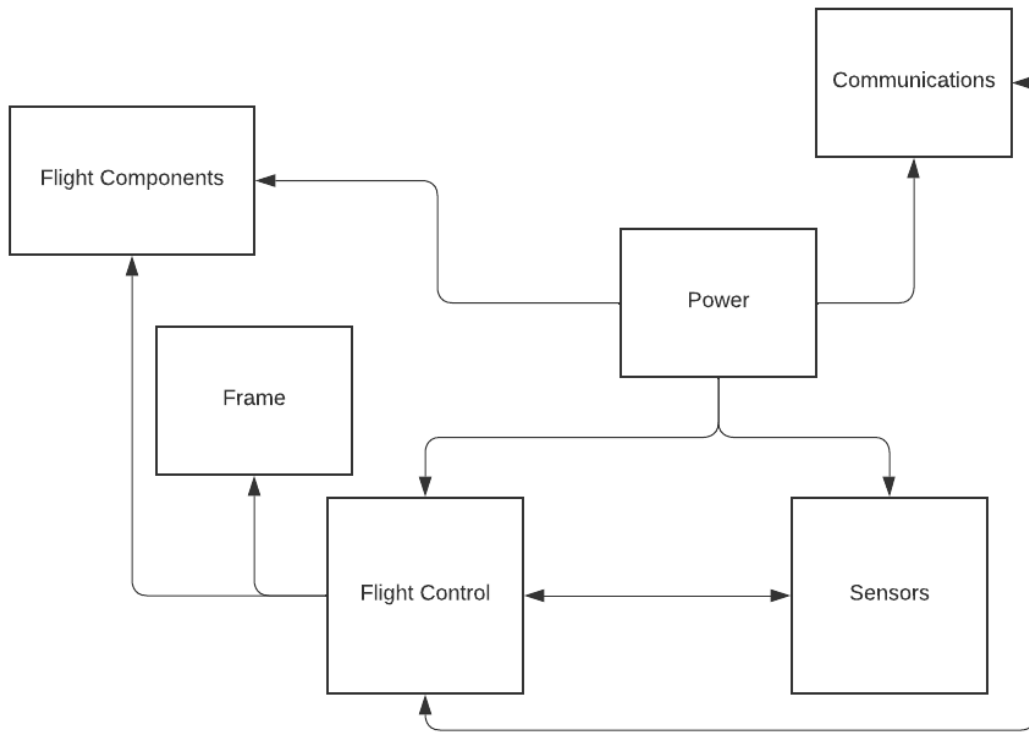 Communications
Flight Components
Power
Frame
Flight Control
Sensors